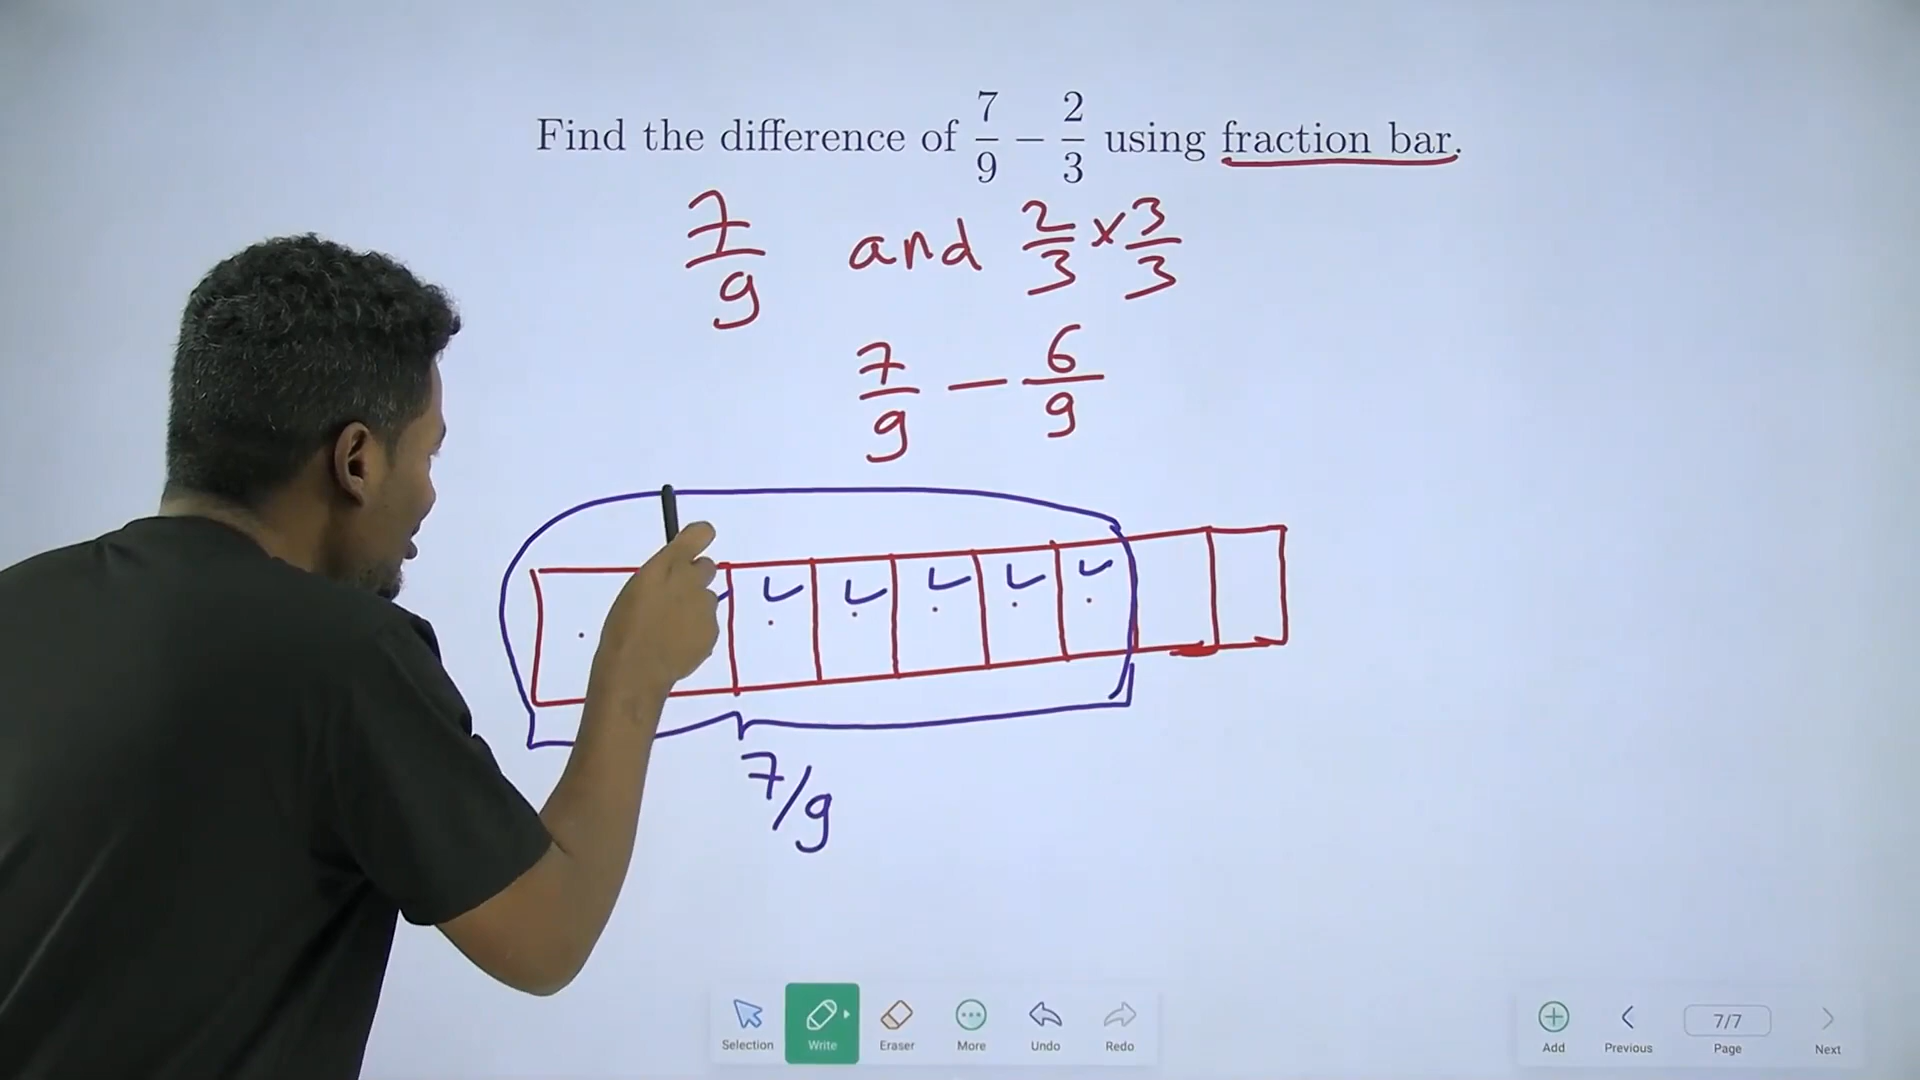 Find the difference of 7/9 − 2/3 using fraction bar.
7/9 and 2/3 × 3/3
7/9 − 6/9
7/9
Selection Write Eraser More Undo Redo
Add Previous 7/7 Page Next